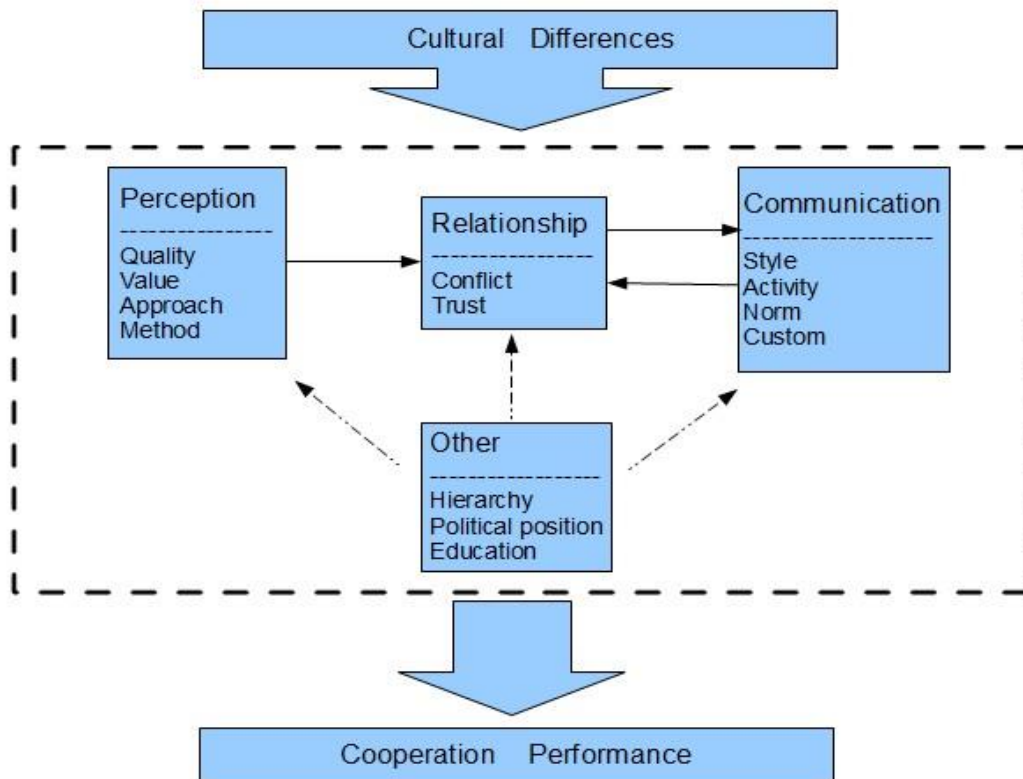 Cultural Differences
Perception
Quality
Value
Approach
Method
Relationship
Conflict
Trust
Communication
Style
Activity
Norm
Custom
Other
Hierarchy
Political position
Education
Cooperation Performance